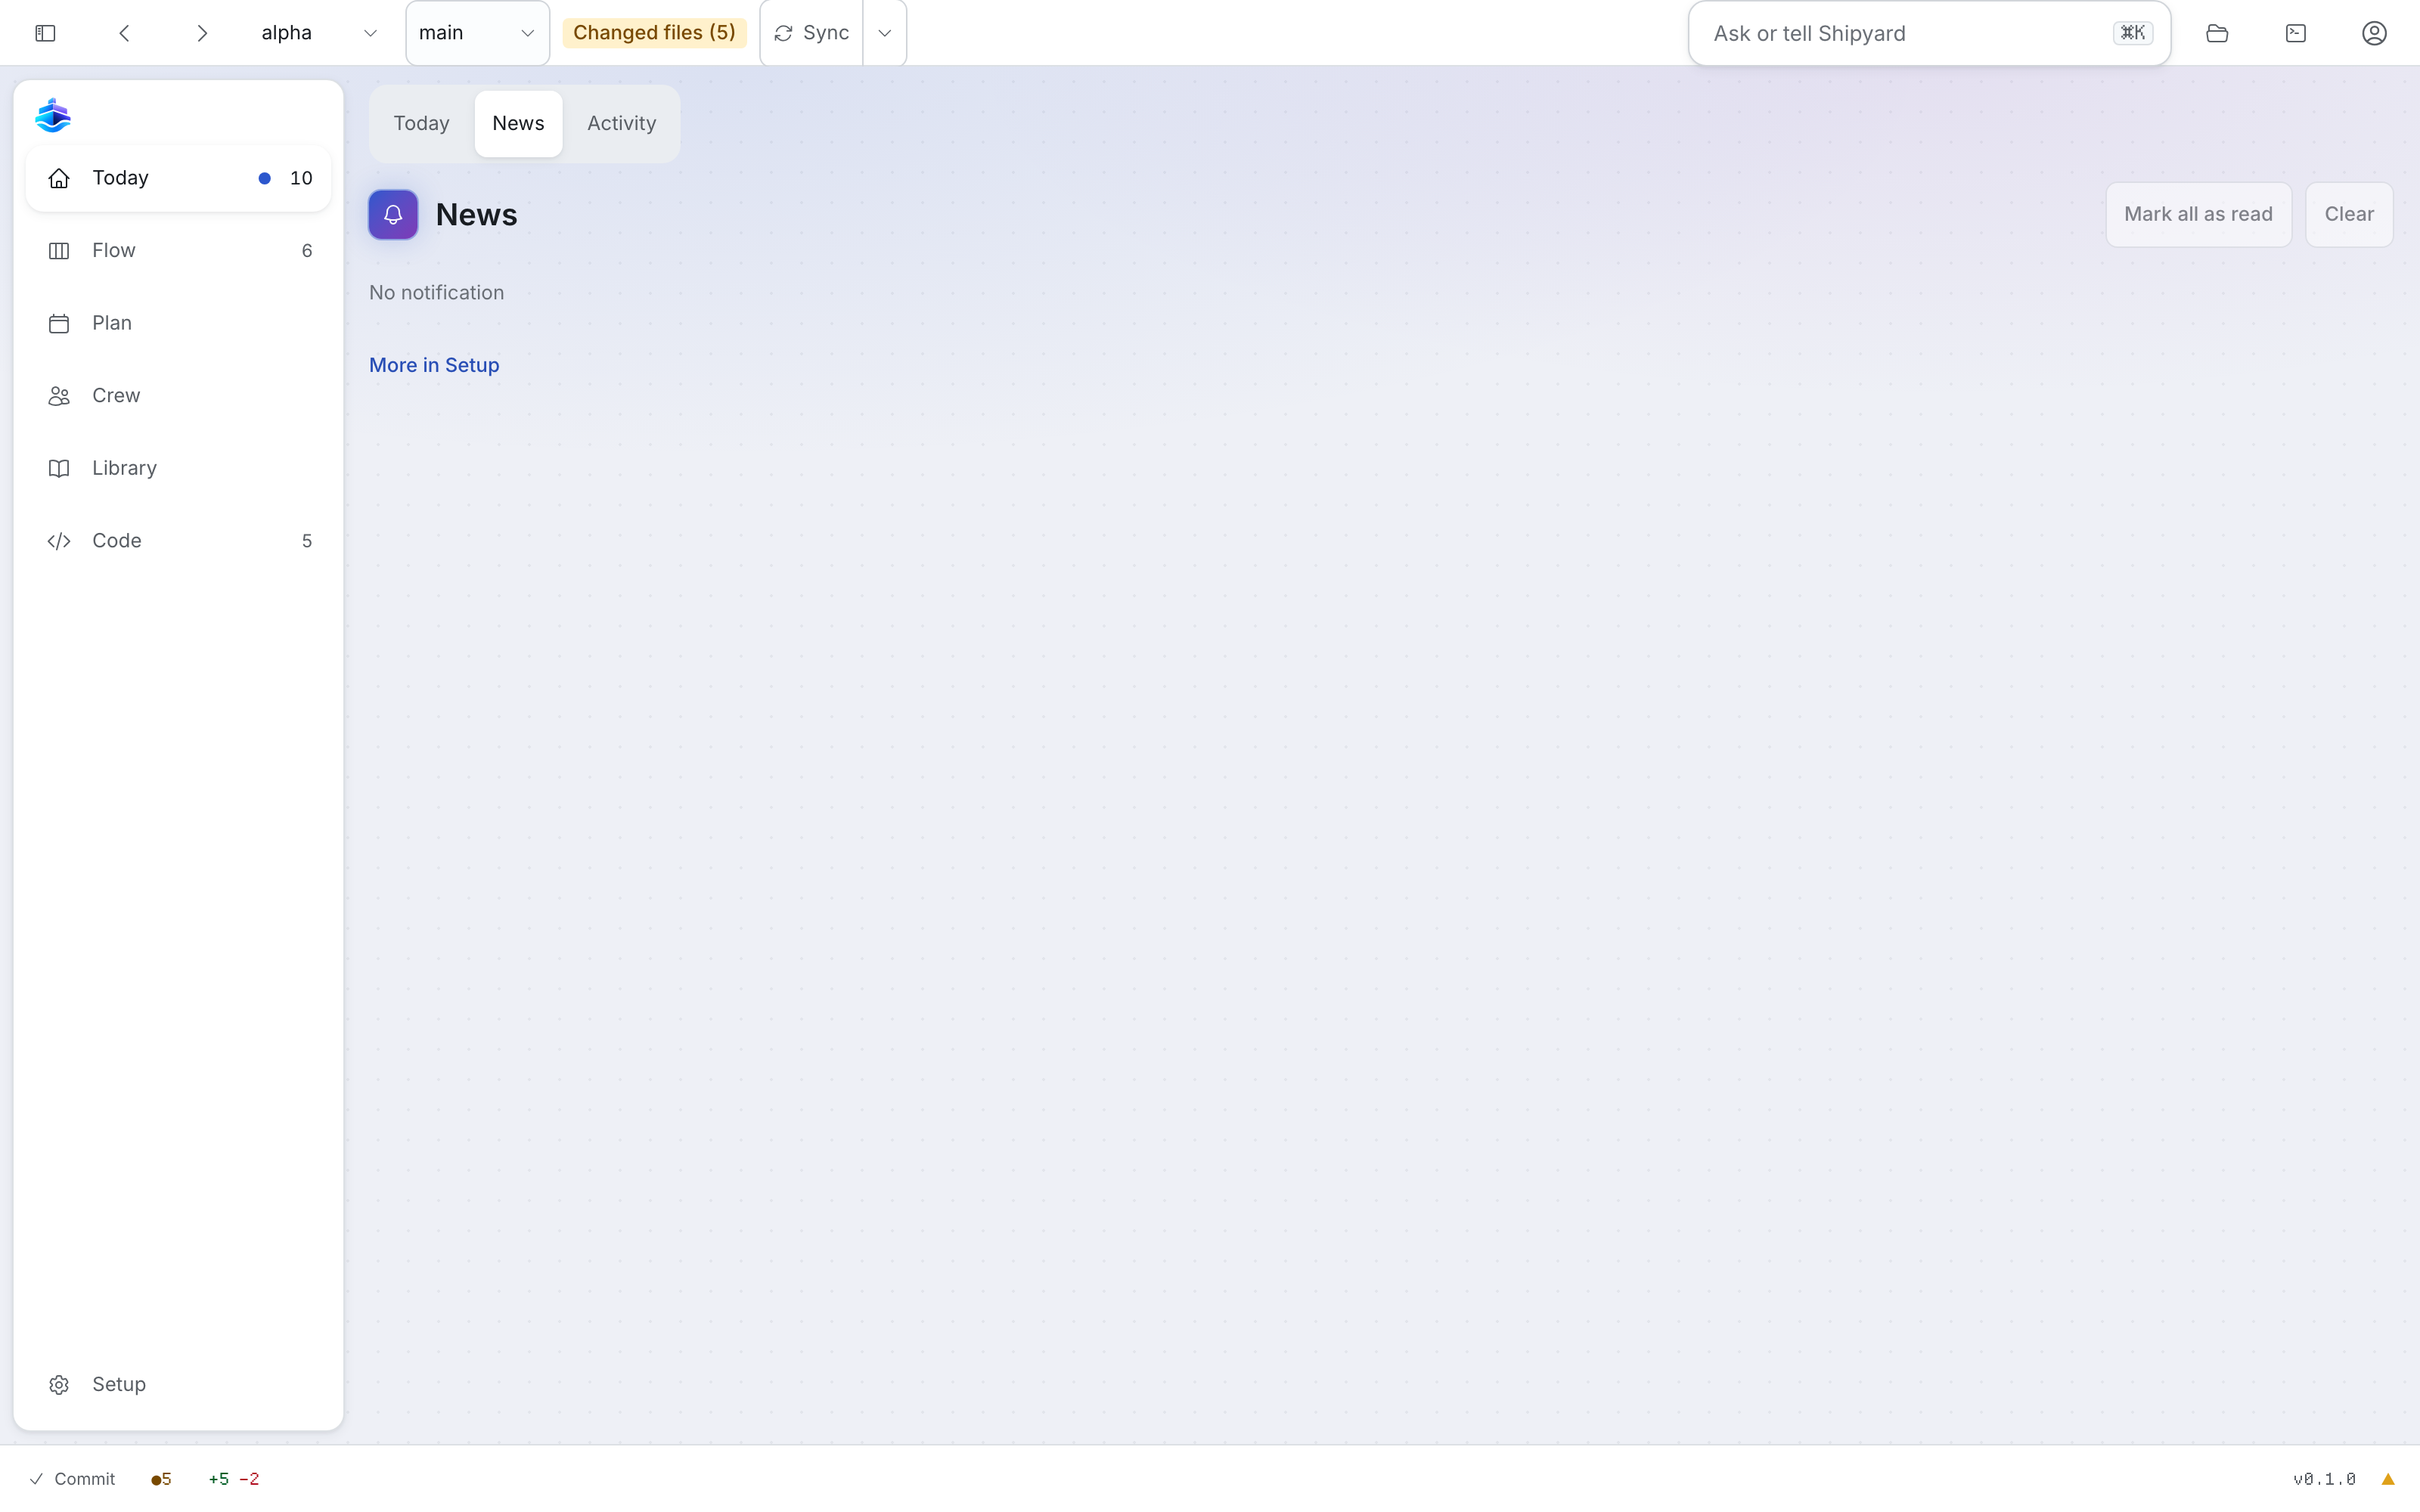 alpha
main
Changed files (5)
Sync
Ask or tell Shipyard
⌘K
Today
News
Activity
Today
10
News
Mark all as read
Clear
Flow
6
No notification
Plan
More in Setup
Crew
Library
Code
5
Setup
Commit
5
+5 -2
v0.1.0